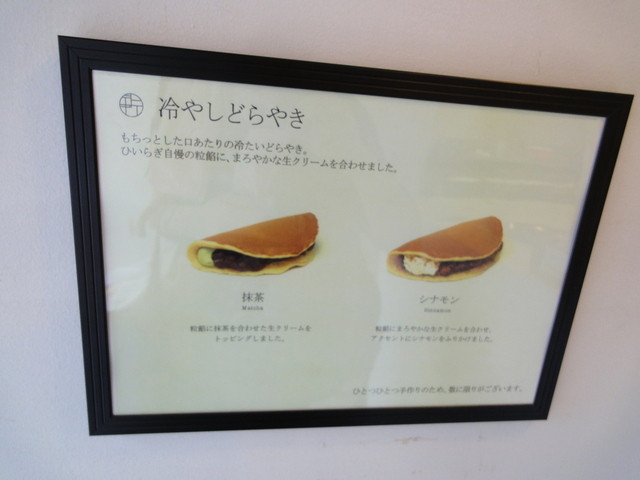 冷やしどらやき
もちっとした口あたりの冷たいどらやき。
ひいらぎ自慢の粒餡に、まろやかな生クリームを合わせました。
抹茶
Maccha
粒餡に抹茶を合わせた生クリームを
トッピングしました。
シナモン
Cinnamon
粒餡にまろやかな生クリームを合わせ、
アクセントにシナモンをふりかけました。
ひとつひとつ手作りのため、数に限りがございます。